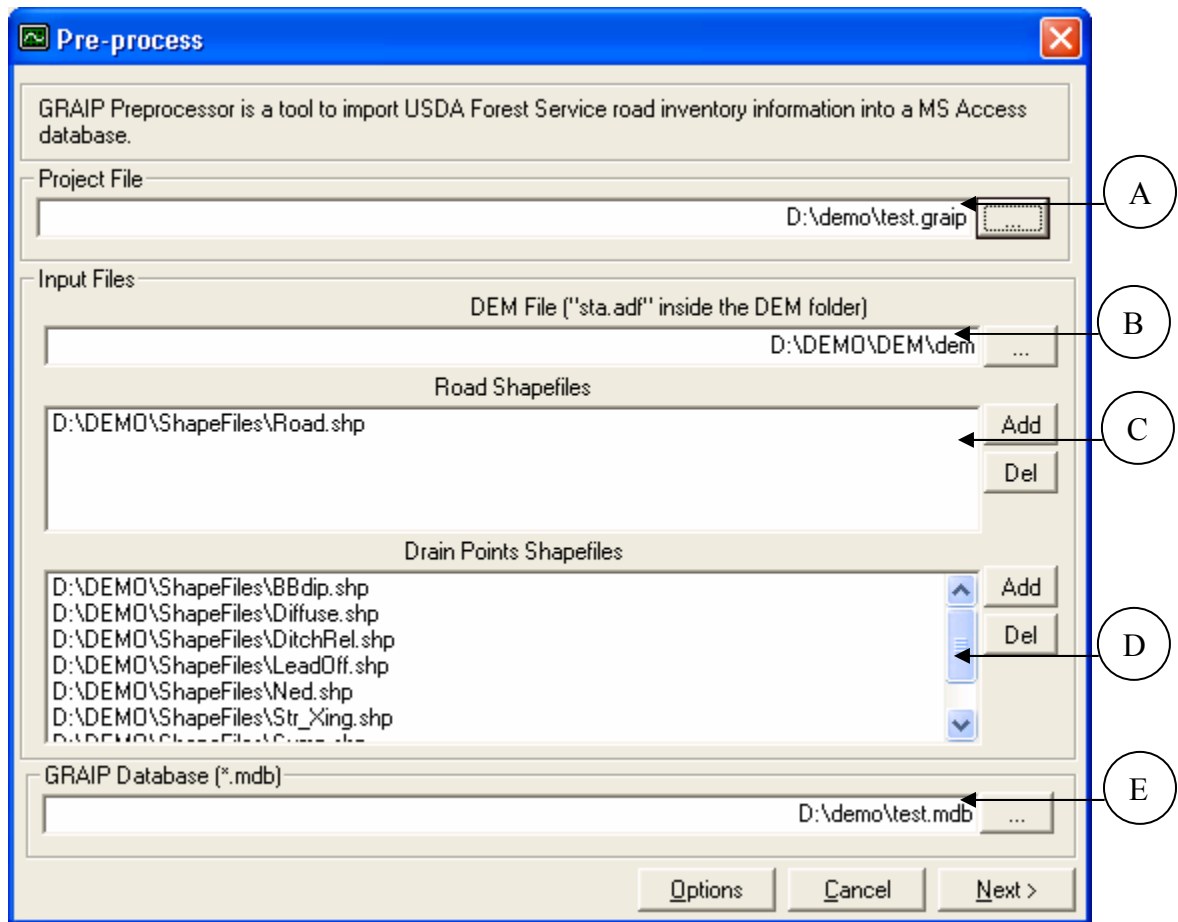 Pre-process
GRAIP Preprocessor is a tool to import USDA Forest Service road inventory information into a MS Access
database.
Project File
D:\demo\test.graip
...
A
Input Files
DEM File ("sta.adf" inside the DEM folder)
D:\DEMO\DEM\dem
...
B
Road Shapefiles
D:\DEMO\ShapeFiles\Road.shp
Add
C
Del
Drain Points Shapefiles
D:\DEMO\ShapeFiles\BBdip.shp
D:\DEMO\ShapeFiles\Diffuse.shp
D:\DEMO\ShapeFiles\DitchRel.shp
D:\DEMO\ShapeFiles\LeadOff.shp
D:\DEMO\ShapeFiles\Ned.shp
D:\DEMO\ShapeFiles\Str_Xing.shp
Add
Del
D
GRAIP Database (*.mdb)
D:\demo\test.mdb
...
E
Options
Cancel
Next >